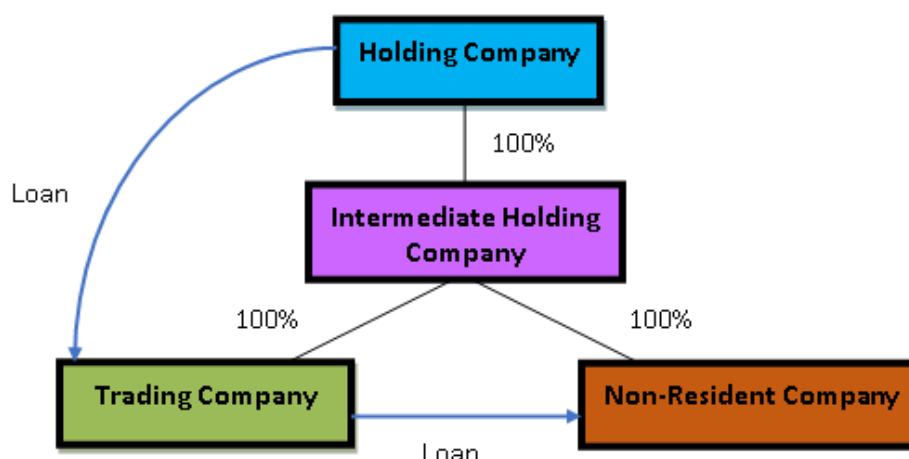 Holding Company
100%
Loan
Intermediate Holding
Company
100%
100%
Trading Company
Non-Resident Company
Loan